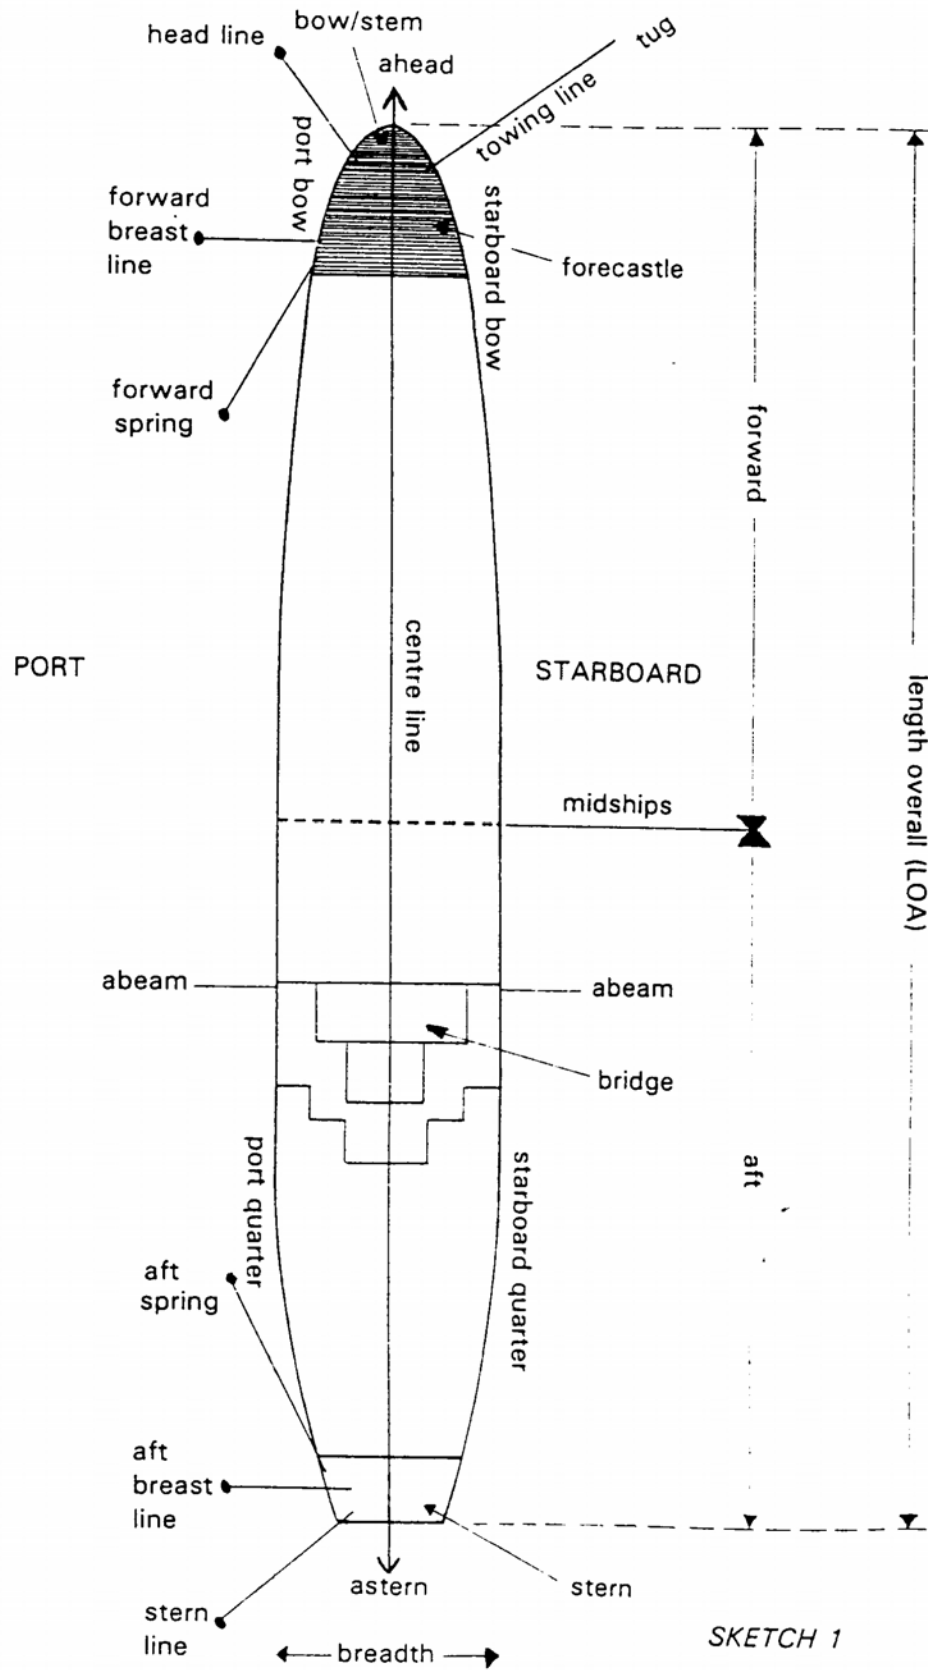 bow/stem
head line
tug
ahead
towing line
port bow
starboard bow
forward
breast
line
forecastle
forward
spring
forward
centre line
PORT
STARBOARD
length overall (LOA)
midships
abeam
abeam
bridge
port quarter
starboard quarter
aft
aft
spring
aft
breast
line
astern
stern
stern
line
breadth
SKETCH 1